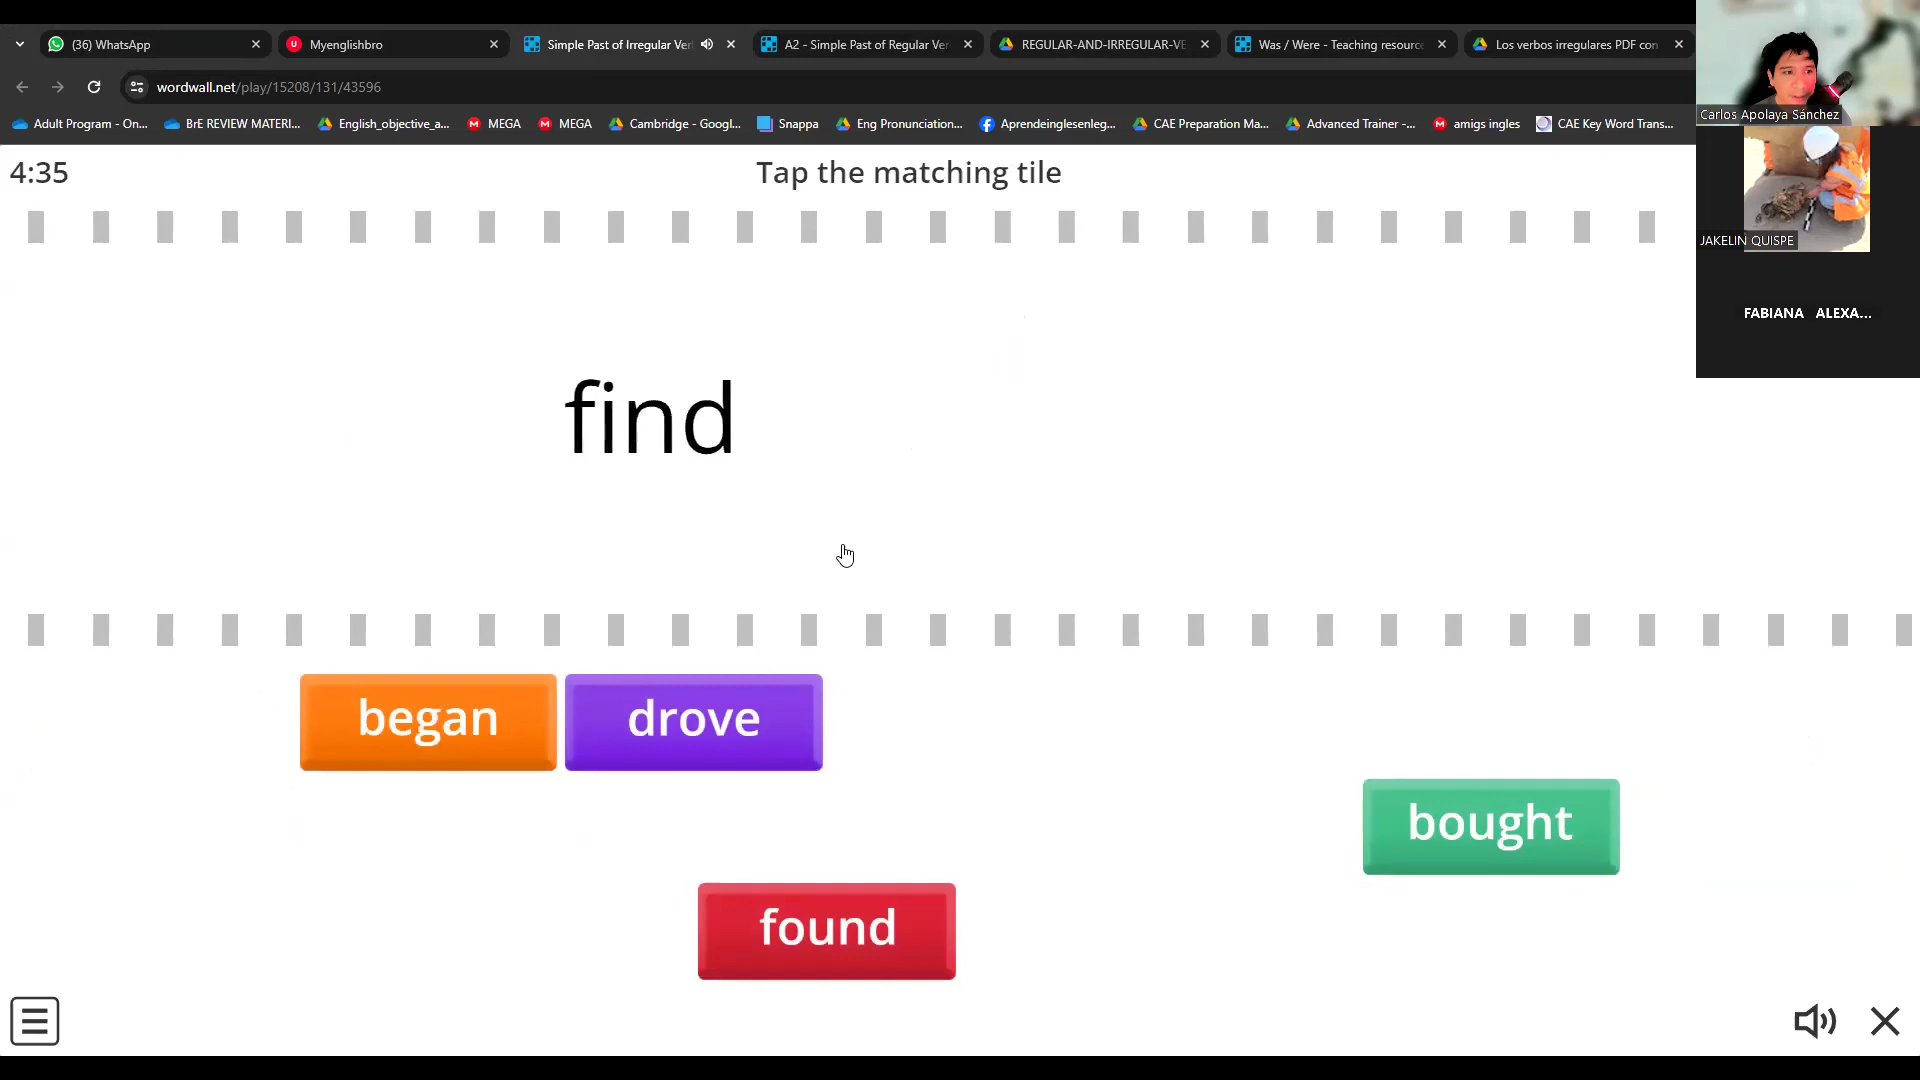 (36) WhatsApp
Myenglishbro
Simple Past of Irregular Ver
A2 - Simple Past of Regular Ver
REGULAR-AND-IRREGULAR-VE
Was / Were - Teaching resource
Los verbos irregulares PDF con
wordwall.net/play/15208/131/43596
Adult Program - On...
BrE REVIEW MATERI...
English_objective_a...
MEGA
MEGA
Cambridge - Googl...
Snappa
Eng Pronunciation...
Aprendeinglesenleg...
CAE Preparation Ma...
Advanced Trainer -...
amigs ingles
CAE Key Word Trans...
Carlos Apolaya Sánchez
JAKELIN QUISPE
FABIANA ALEXA...
4:35
Tap the matching tile
find
began
drove
bought
found